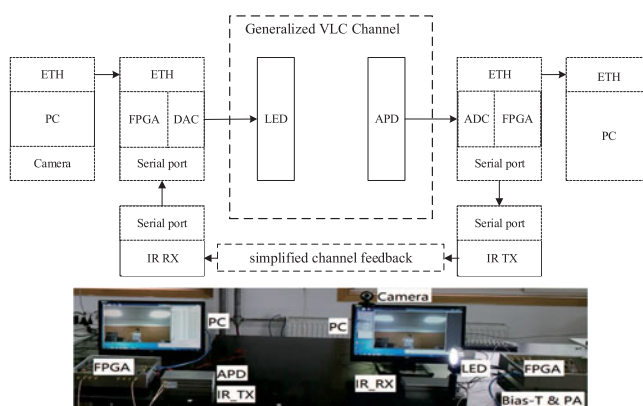 Generalized VLC Channel
ETH
PC
Camera
ETH
FPGA
DAC
Serial port
LED
APD
ETH
ADC
FPGA
Serial port
ETH
PC
Serial port
IR RX
simplified channel feedback
Serial port
IR TX
Camera
PC
PC
FPGA
APD
IR_TX
IR_RX
LED
FPGA
Bias-T & PA